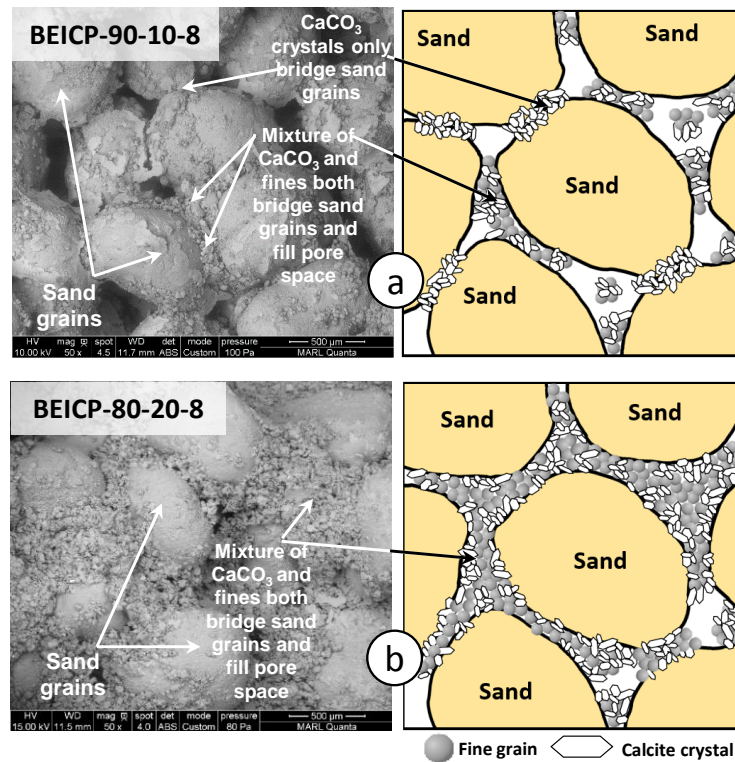 BEICP-90-10-8
CaCO₃
crystals only
bridge sand
grains
Mixture of
CaCO₃ and
fines both
bridge sand
grains and
fill pore
space
Sand
grains
HV mag spot WD det mode pressure
10.00 kV 50 x 4.5 11.7 mm ABS Custom 100 Pa
500 µm
MARL Quanta
Sand
Sand
Sand
Sand
Sand
a
BEICP-80-20-8
Mixture of
CaCO₃ and
fines both
bridge sand
grains and
fill pore
space
Sand
grains
HV WD mag spot det mode pressure
15.00 kV 11.5 mm 50 x 4.0 ABS Custom 80 Pa
500 µm
MARL Quanta
Sand
Sand
Sand
Sand
b
Fine grain
Calcite crystal